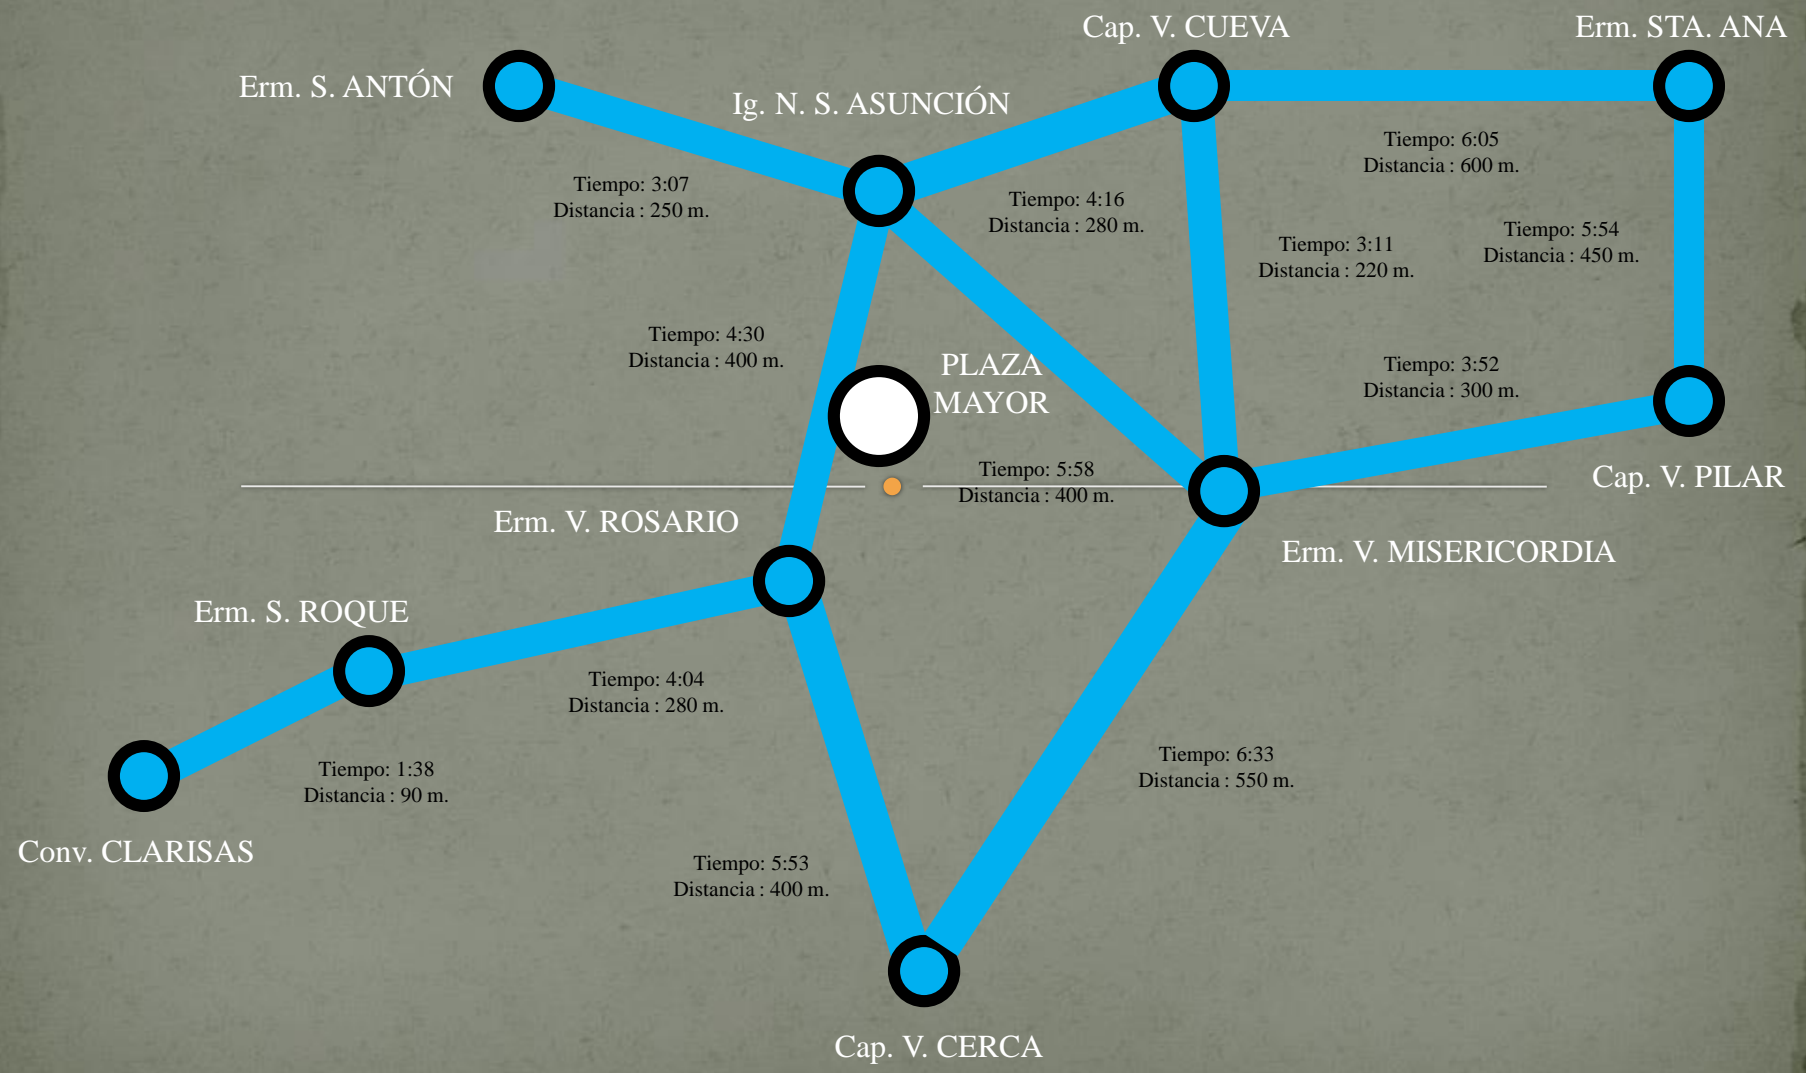 Cap. V. CUEVA
Erm. STA. ANA
Erm. S. ANTÓN
Ig. N. S. ASUNCIÓN
Tiempo: 6:05
Distancia : 600 m.
Tiempo: 3:07
Distancia : 250 m.
Tiempo: 4:16
Distancia : 280 m.
Tiempo: 3:11
Distancia : 220 m.
Tiempo: 5:54
Distancia : 450 m.
Tiempo: 4:30
Distancia : 400 m.
PLAZA
MAYOR
Tiempo: 3:52
Distancia : 300 m.
Tiempo: 5:58
Distancia : 400 m.
Cap. V. PILAR
Erm. V. ROSARIO
Erm. V. MISERICORDIA
Erm. S. ROQUE
Tiempo: 4:04
Distancia : 280 m.
Tiempo: 6:33
Distancia : 550 m.
Tiempo: 1:38
Distancia : 90 m.
Conv. CLARISAS
Tiempo: 5:53
Distancia : 400 m.
Cap. V. CERCA